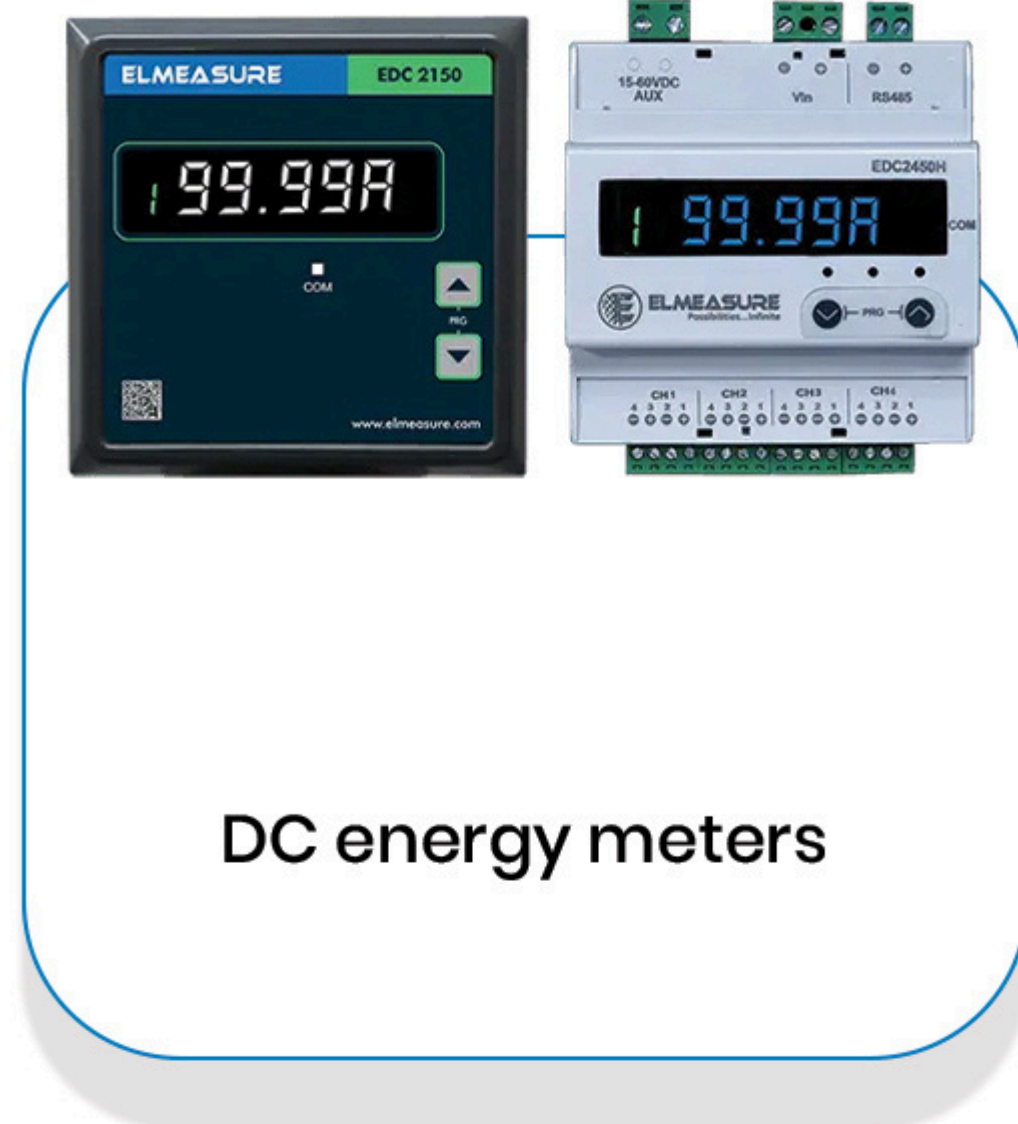 ELMEASURE EDC 2150
1 99.99A
COM
PRG
www.elmeasure.com
15-60VDC
AUX
Vin
RS485
EDC2450H
1 99.99A
COM
ELMEASURE
Possibilities...Infinite
PRG
CH1 CH2 CH3 CH4
4 3 2 1 4 3 2 1 4 3 2 1 4 3 2 1
DC energy meters